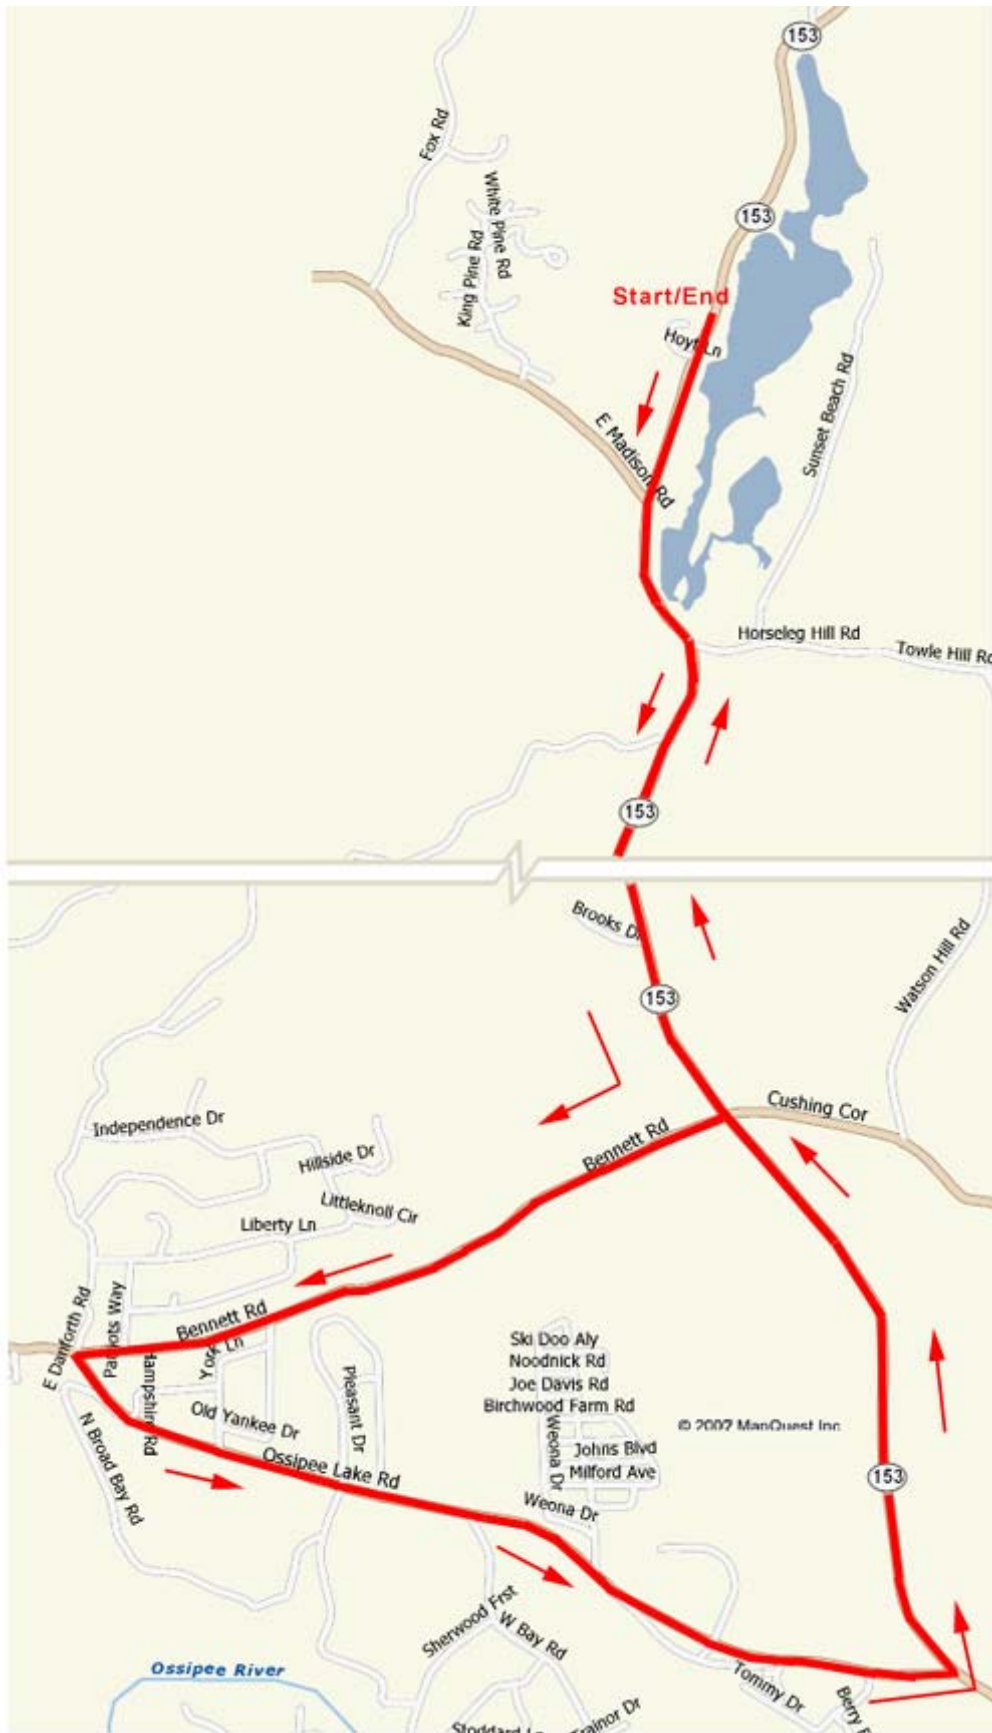 153
Fox Rd
White Pine Rd
King Pine Rd
153
Start/End
Hoyt Ln
Sunset Beach Rd
E Madison Rd
Horseleg Hill Rd
Towle Hill Rd
153
Brooks Dr
Watson Hill Rd
153
Cushing Cor
Bennett Rd
Independence Dr
Hillside Dr
Littleknoll Cir
Liberty Ln
E Danforth Rd
Patriots Way
Bennett Rd
York Ln
Hampshire Rd
Pleasant Dr
Old Yankee Dr
N Broad Bay Rd
Ossipee Lake Rd
Ski Doo Aly
Noodnick Rd
Joe Davis Rd
Birchwood Farm Rd
Weona Dr
Johns Blvd
Milford Ave
© 2007 MapQuest Inc
Weona Dr
153
Sherwood Frst
W Bay Rd
Ossipee River
Tommy Dr
Berry
Trainor Dr
Stoddard